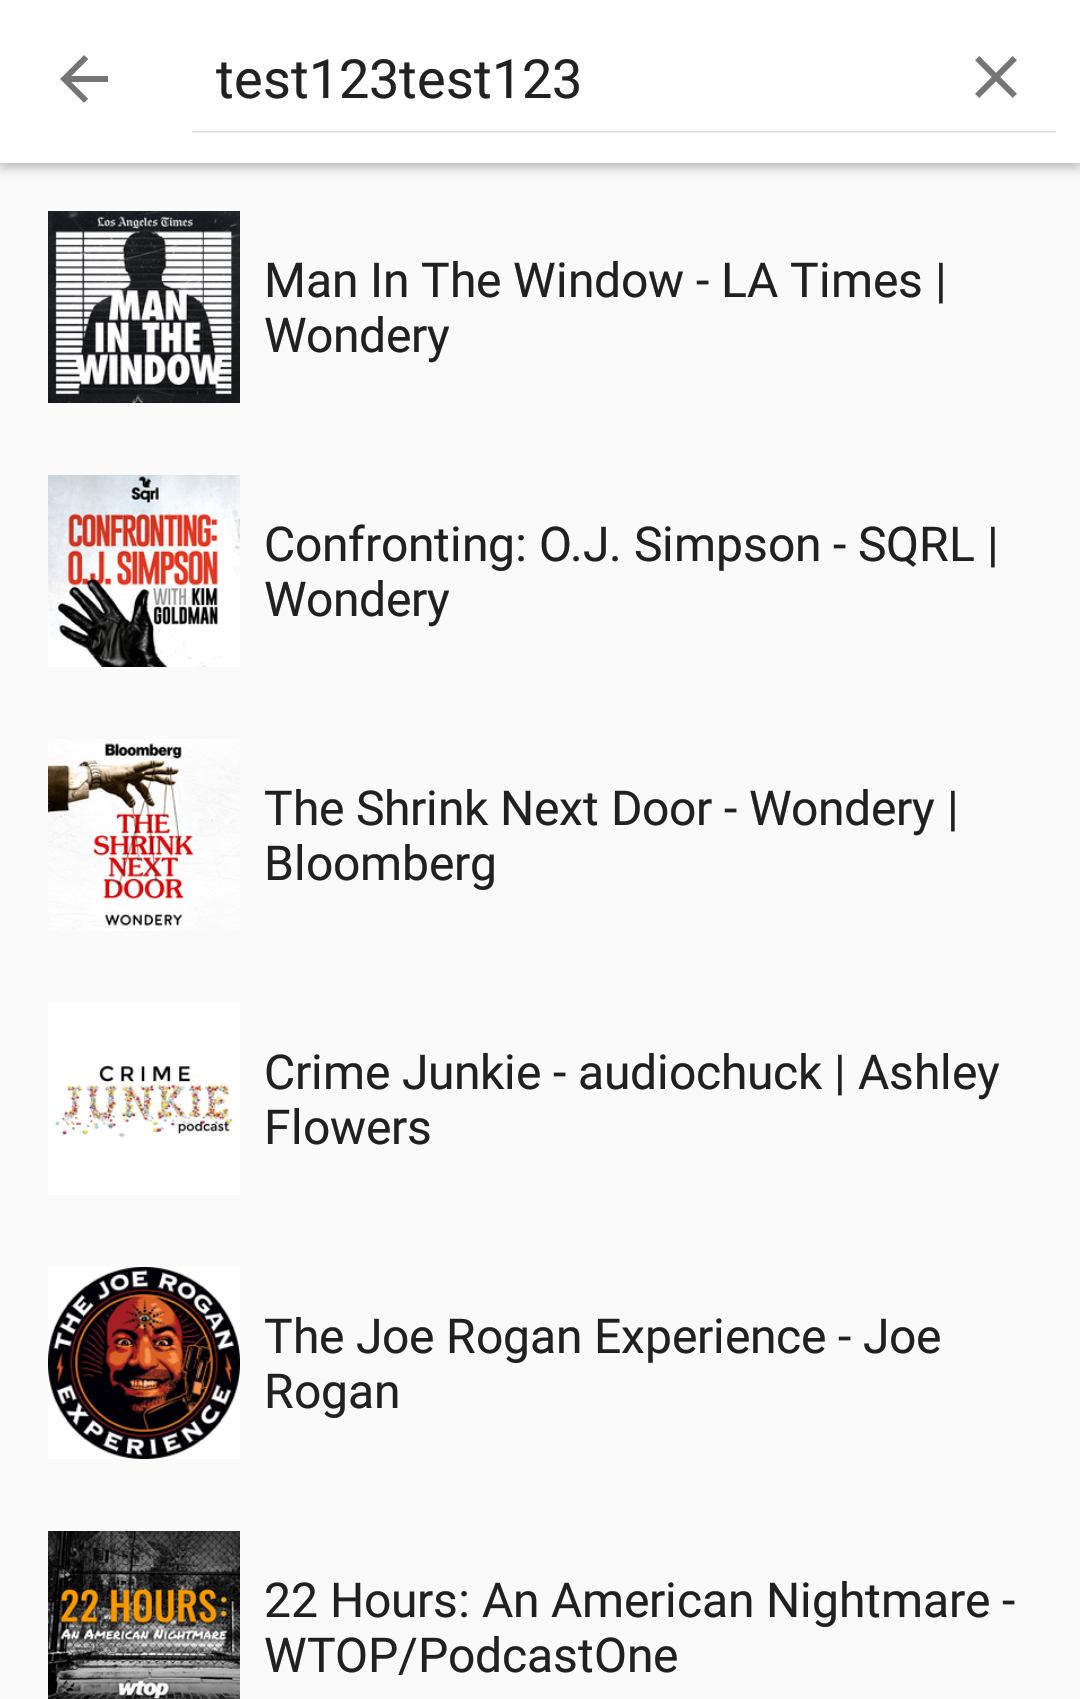 test123test123
Los Angeles Times
MAN
IN THE
WINDOW
Man In The Window - LA Times |
Wondery
Sqrl
CONFRONTING:
O.J. SIMPSON
WITH KIM
GOLDMAN
Confronting: O.J. Simpson - SQRL |
Wondery
Bloomberg
THE
SHRINK
NEXT
DOOR
WONDERY
The Shrink Next Door - Wondery |
Bloomberg
CRIME
JUNKIE
podcast
Crime Junkie - audiochuck | Ashley
Flowers
THE JOE ROGAN
EXPERIENCE
The Joe Rogan Experience - Joe
Rogan
22 HOURS:
AN AMERICAN NIGHTMARE
wtop
22 Hours: An American Nightmare -
WTOP/PodcastOne